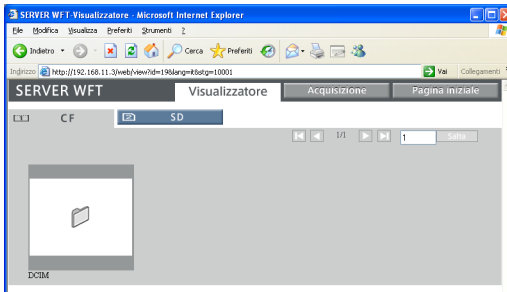 SERVER WFT-Visualizzatore - Microsoft Internet Explorer
File Modifica Visualizza Preferiti Strumenti ?
Indietro Cerca Preferiti
Indirizzo http://192.168.11.3/web/view?id=19&lang=it&stg=10001 Vai Collegamenti
SERVER WFT Visualizzatore Acquisizione Pagina iniziale
1 CF 2 SD
1/1 1 Salta
DCIM